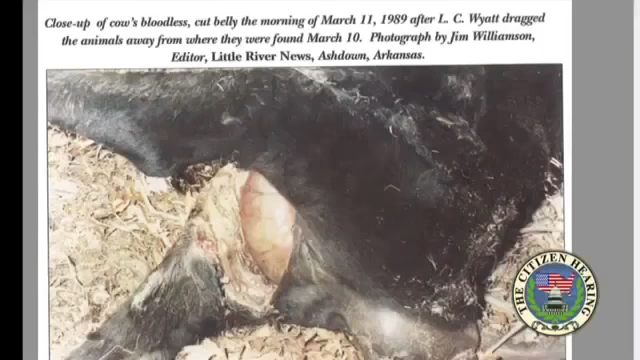 Close-up of cow's bloodless, cut belly the morning of March 11, 1989 after L. C. Wyatt dragged
the animals away from where they were found March 10. Photograph by Jim Williamson,
Editor, Little River News, Ashdown, Arkansas.
THE CITIZEN HEARING